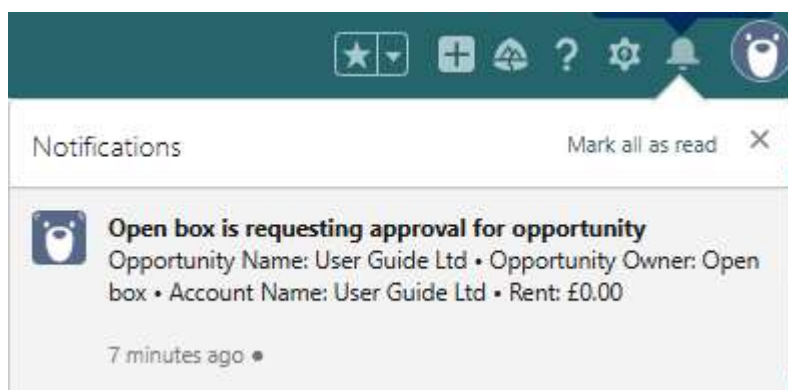 ?
Notifications
Mark all as read
Open box is requesting approval for opportunity
Opportunity Name: User Guide Ltd • Opportunity Owner: Open
box • Account Name: User Guide Ltd • Rent: £0.00
7 minutes ago •